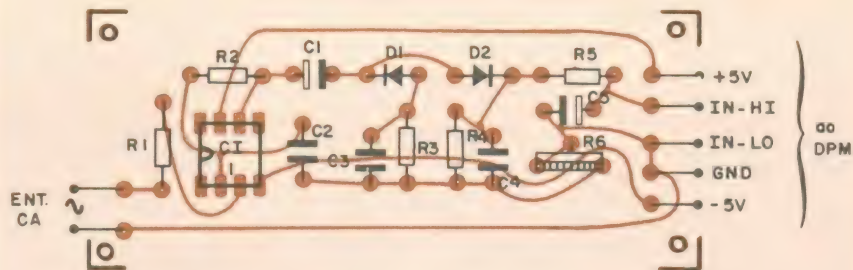 C1
D1
D2
R2
R5
+5V
C5
IN-HI
R1
CI
1
C2
C3
R3
R4
R6
IN-LO
ao
DPM
C4
GND
ENT.
CA
-5V